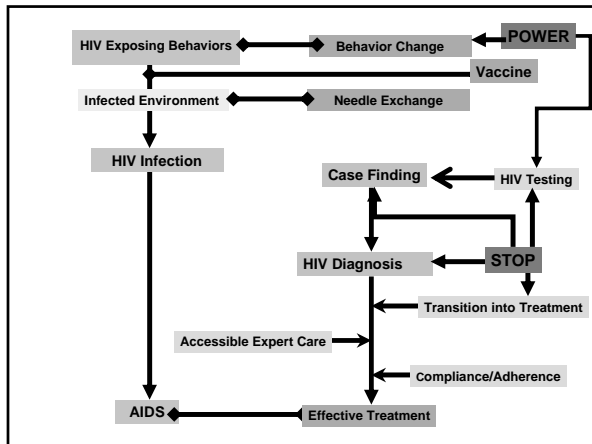 POWER
HIV Exposing Behaviors
Behavior Change
Vaccine
Infected Environment
Needle Exchange
HIV Infection
Case Finding
HIV Testing
HIV Diagnosis
STOP
Transition into Treatment
Accessible Expert Care
Compliance/Adherence
AIDS
Effective Treatment